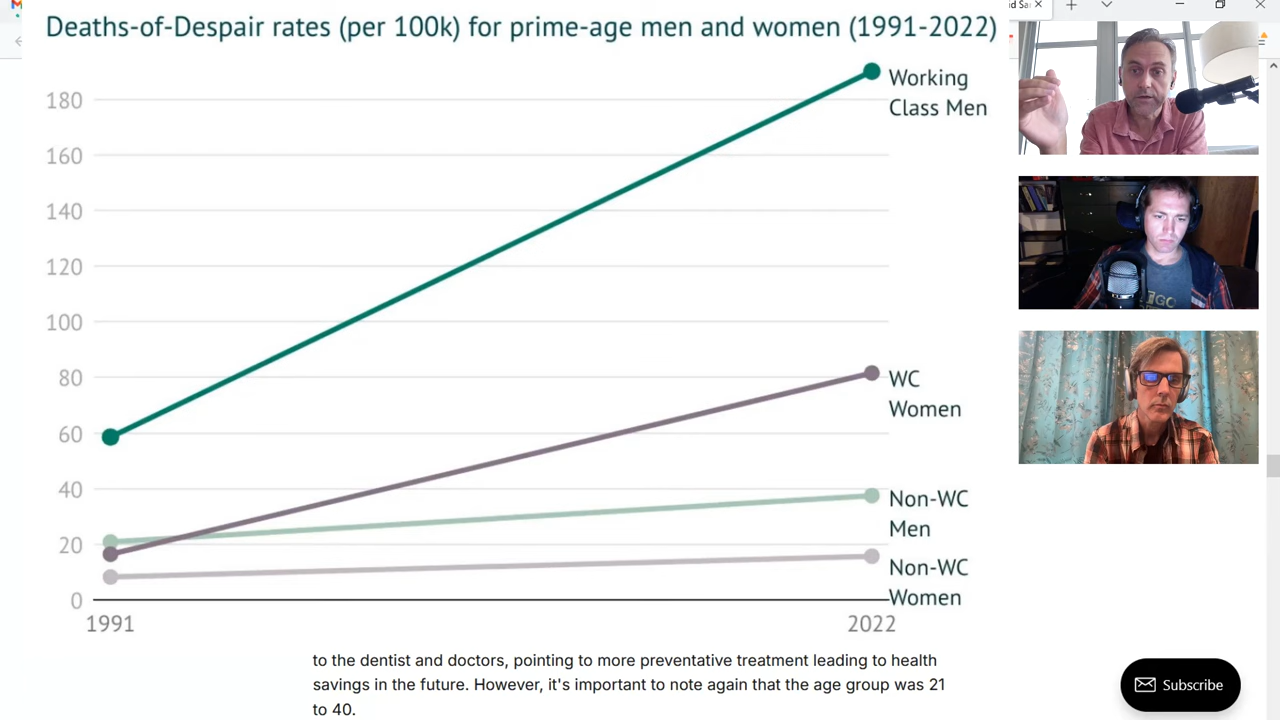 Deaths-of-Despair rates (per 100k) for prime-age men and women (1991-2022)
180
160
140
120
100
80
60
40
20
0
1991
2022
Working
Class Men
WC
Women
Non-WC
Men
Non-WC
Women
to the dentist and doctors, pointing to more preventative treatment leading to health
savings in the future. However, it's important to note again that the age group was 21
to 40.
Subscribe